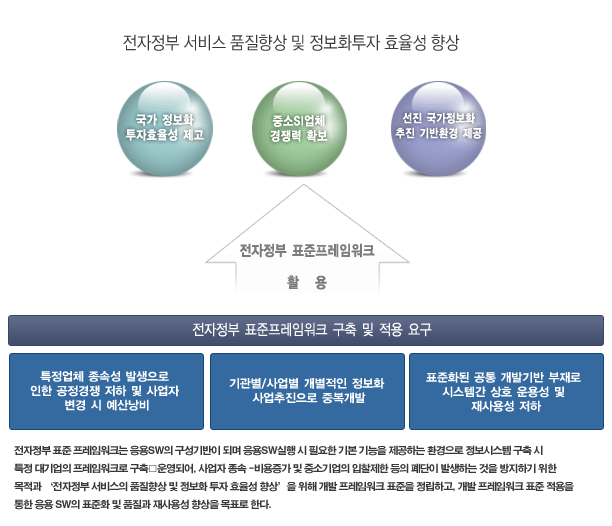 전자정부 서비스 품질향상 및 정보화투자 효율성 향상
국가 정보화
투자효율성 제고
중소SI업체
경쟁력 확보
선진 국가정보화
추진 기반환경 제공
전자정부 표준프레임워크
활 용
전자정부 표준프레임워크 구축 및 적용 요구
특정업체 종속성 발생으로
인한 공정경쟁 저하 및 사업자
변경 시 예산낭비
기관별/사업별 개별적인 정보화
사업추진으로 중복개발
표준화된 공통 개발기반 부재로
시스템간 상호 운용성 및
재사용성 저하
전자정부 표준 프레임워크는 응용SW의 구성기반이 되며 응용SW실행 시 필요한 기본 기능을 제공하는 환경으로 정보시스템 구축 시
특정 대기업의 프레임워크로 구축□운영되어, 사업자 종속 -비용증가 및 중소기업의 입찰제한 등의 폐단이 발생하는 것을 방지하기 위한
목적과 ‘전자정부 서비스의 품질향상 및 정보화 투자 효율성 향상’ 을 위해 개발 프레임워크 표준을 정립하고, 개발 프레임워크 표준 적용을
통한 응용 SW의 표준화 및 품질과 재사용성 향상을 목표로 한다.